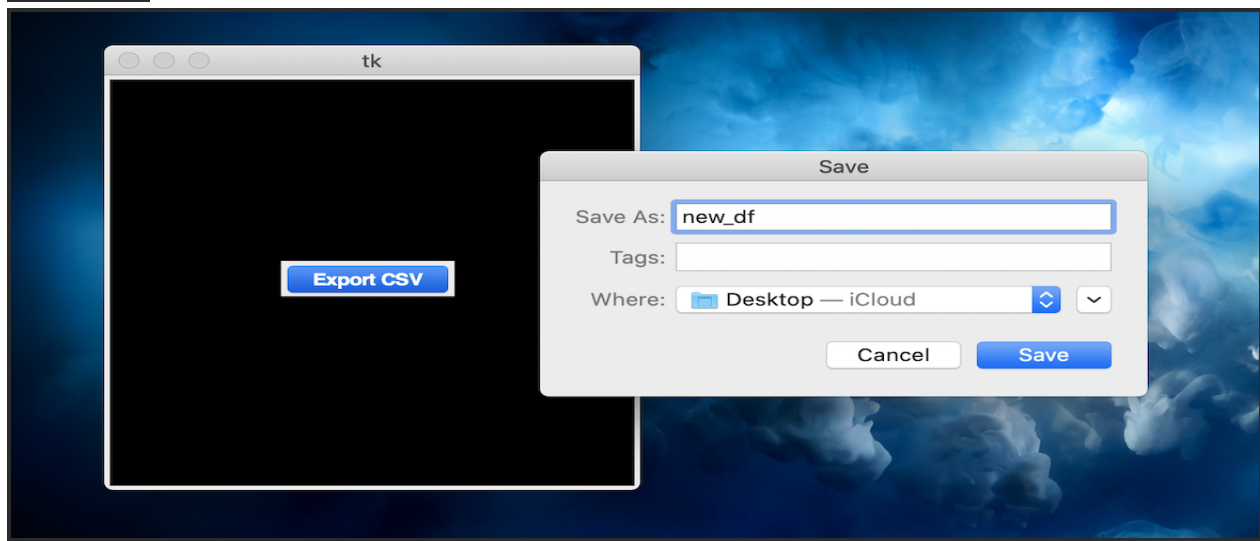 tk
Export CSV
Save
Save As: new_df
Tags:
Where: Desktop — iCloud
Cancel Save